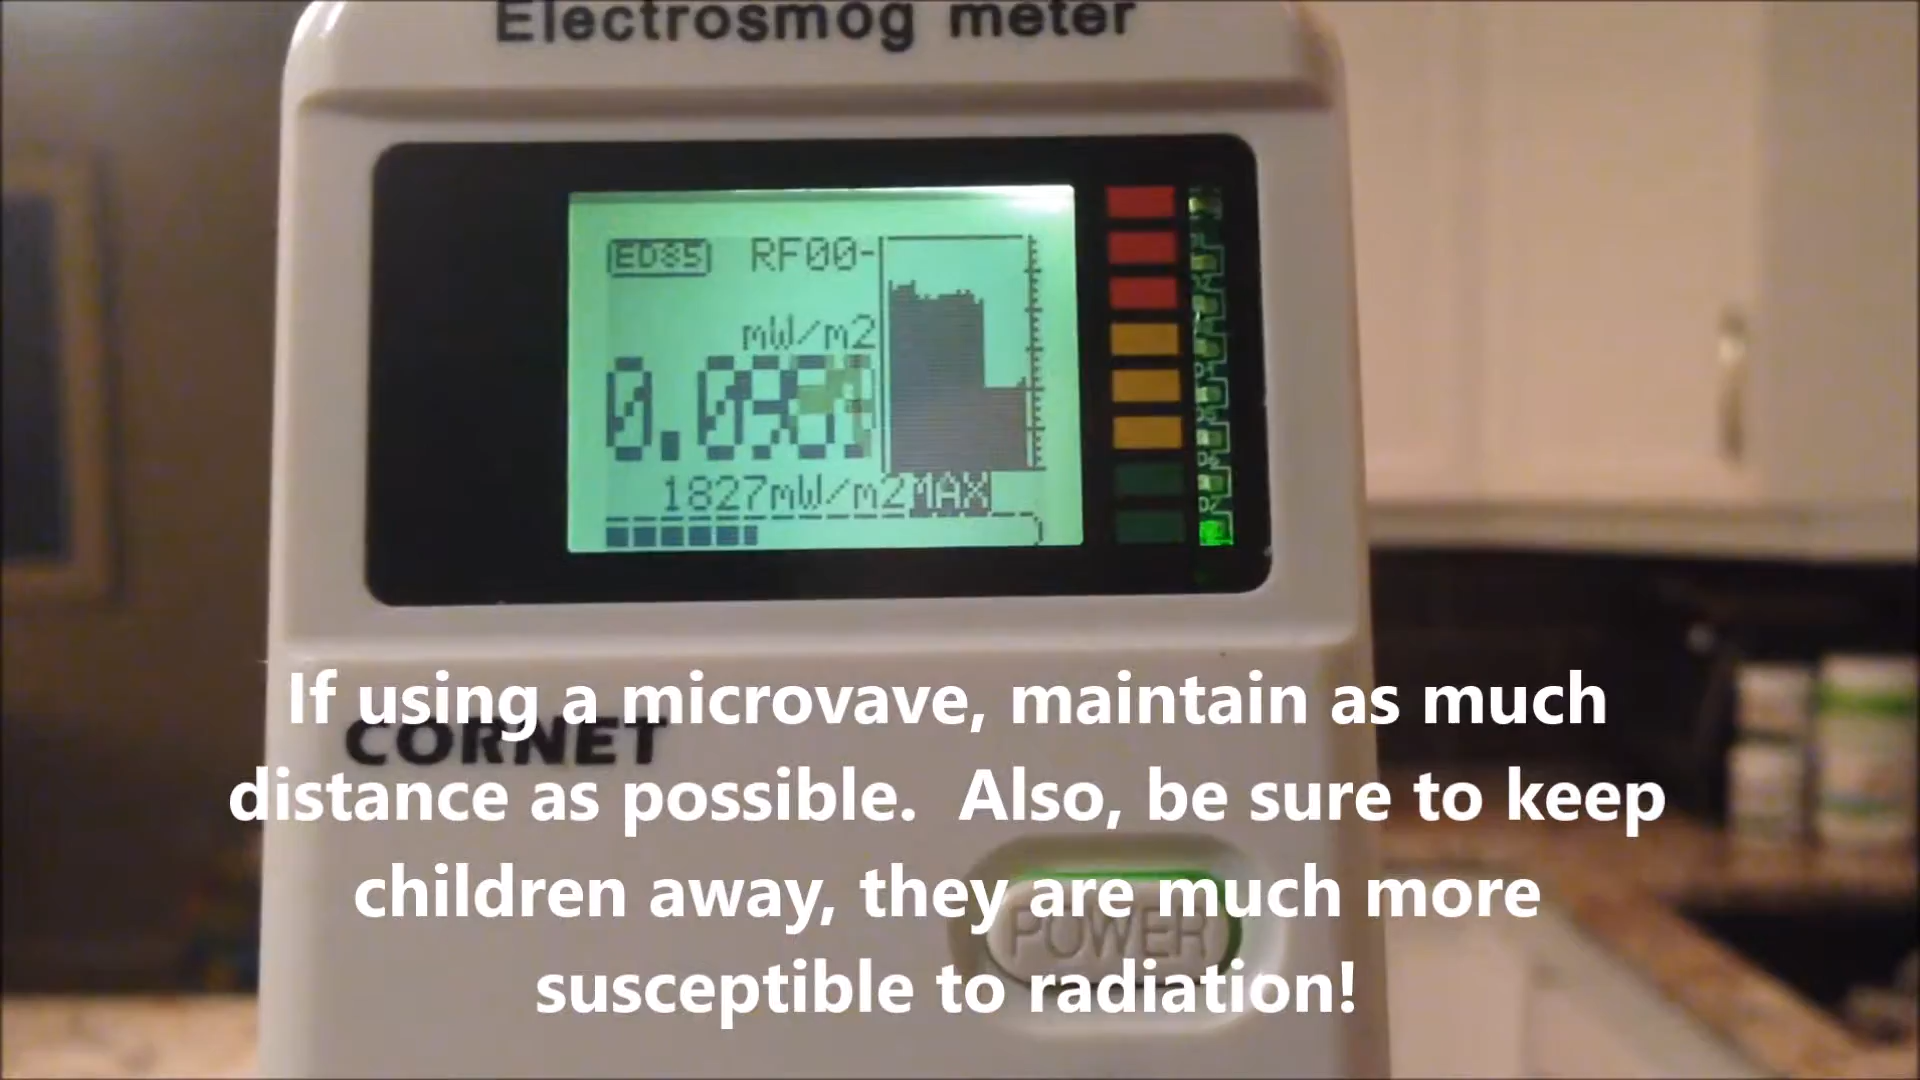 Electrosmog meter
ED85 RF00-
mW/m2
1827mW/m2MAX
If using a microvave, maintain as much
CORNET
distance as possible. Also, be sure to keep
children away, they are much more
POWER
susceptible to radiation!